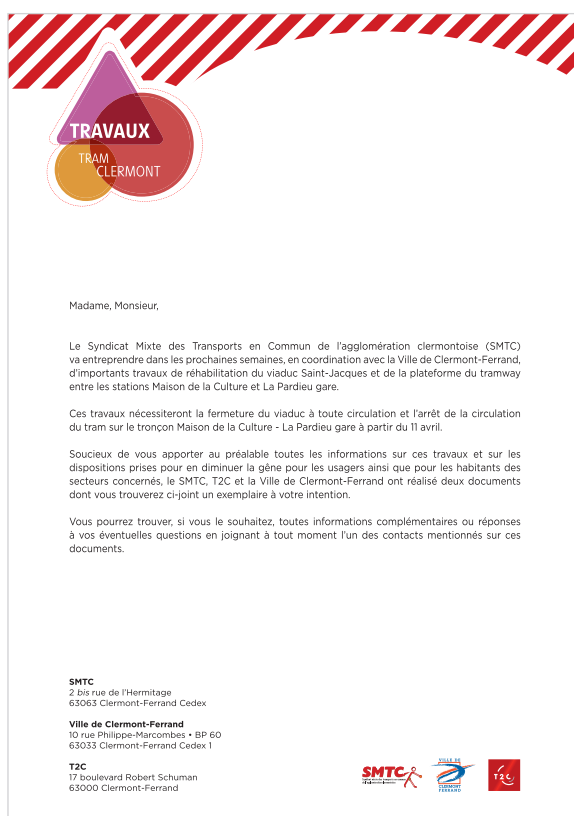 TRAVAUX
TRAM
CLERMONT
Madame, Monsieur,
Le Syndicat Mixte des Transports en Commun de l'agglomération clermontoise (SMTC)
va entreprendre dans les prochaines semaines, en coordination avec la Ville de Clermont-Ferrand,
d'importants travaux de réhabilitation du viaduc Saint-Jacques et de la plateforme du tramway
entre les stations Maison de la Culture et La Pardieu gare.
Ces travaux nécessiteront la fermeture du viaduc à toute circulation et l'arrêt de la circulation
du tram sur le tronçon Maison de la Culture - La Pardieu gare à partir du 11 avril.
Soucieux de vous apporter au préalable toutes les informations sur ces travaux et sur les
dispositions prises pour en diminuer la gêne pour les usagers ainsi que pour les habitants des
secteurs concernés, le SMTC, T2C et la Ville de Clermont-Ferrand ont réalisé deux documents
dont vous trouverez ci-joint un exemplaire à votre intention.
Vous pourrez trouver, si vous le souhaitez, toutes informations complémentaires ou réponses
à vos éventuelles questions en joignant à tout moment l'un des contacts mentionnés sur ces
documents.
SMTC
2 bis rue de l'Hermitage
63063 Clermont-Ferrand Cedex
Ville de Clermont-Ferrand
10 rue Philippe-Marcombes • BP 60
63033 Clermont-Ferrand Cedex 1
T2C
17 boulevard Robert Schuman
63000 Clermont-Ferrand
SMTC
VILLE DE
CLERMONT
FERRAND
T2C